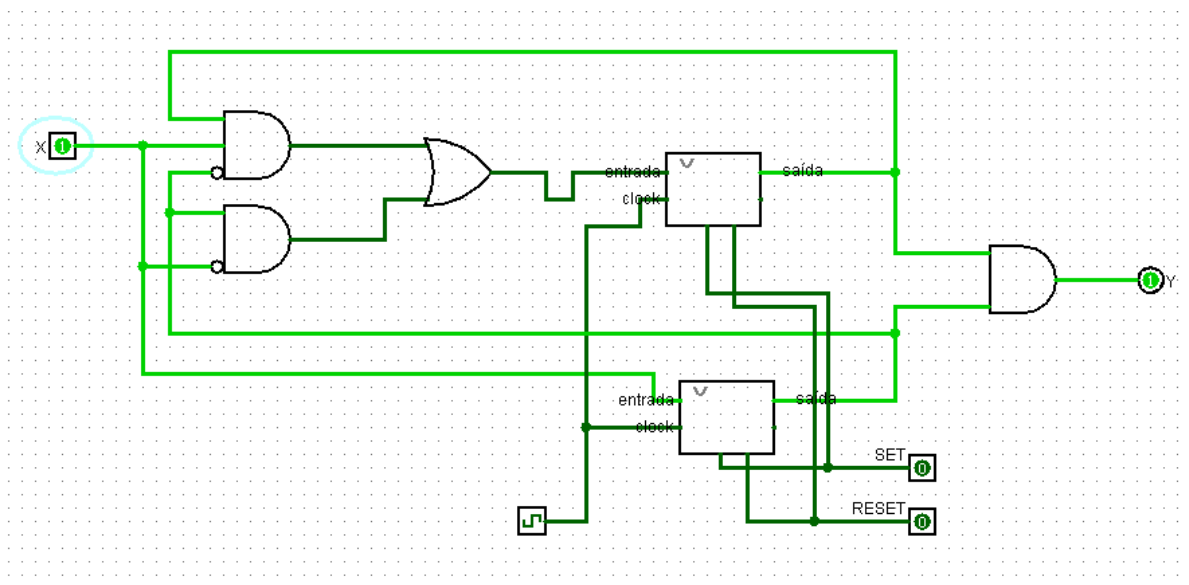 X
1
entrada
saída
clock
1
Y
entrada
saída
clock
SET
0
RESET
0